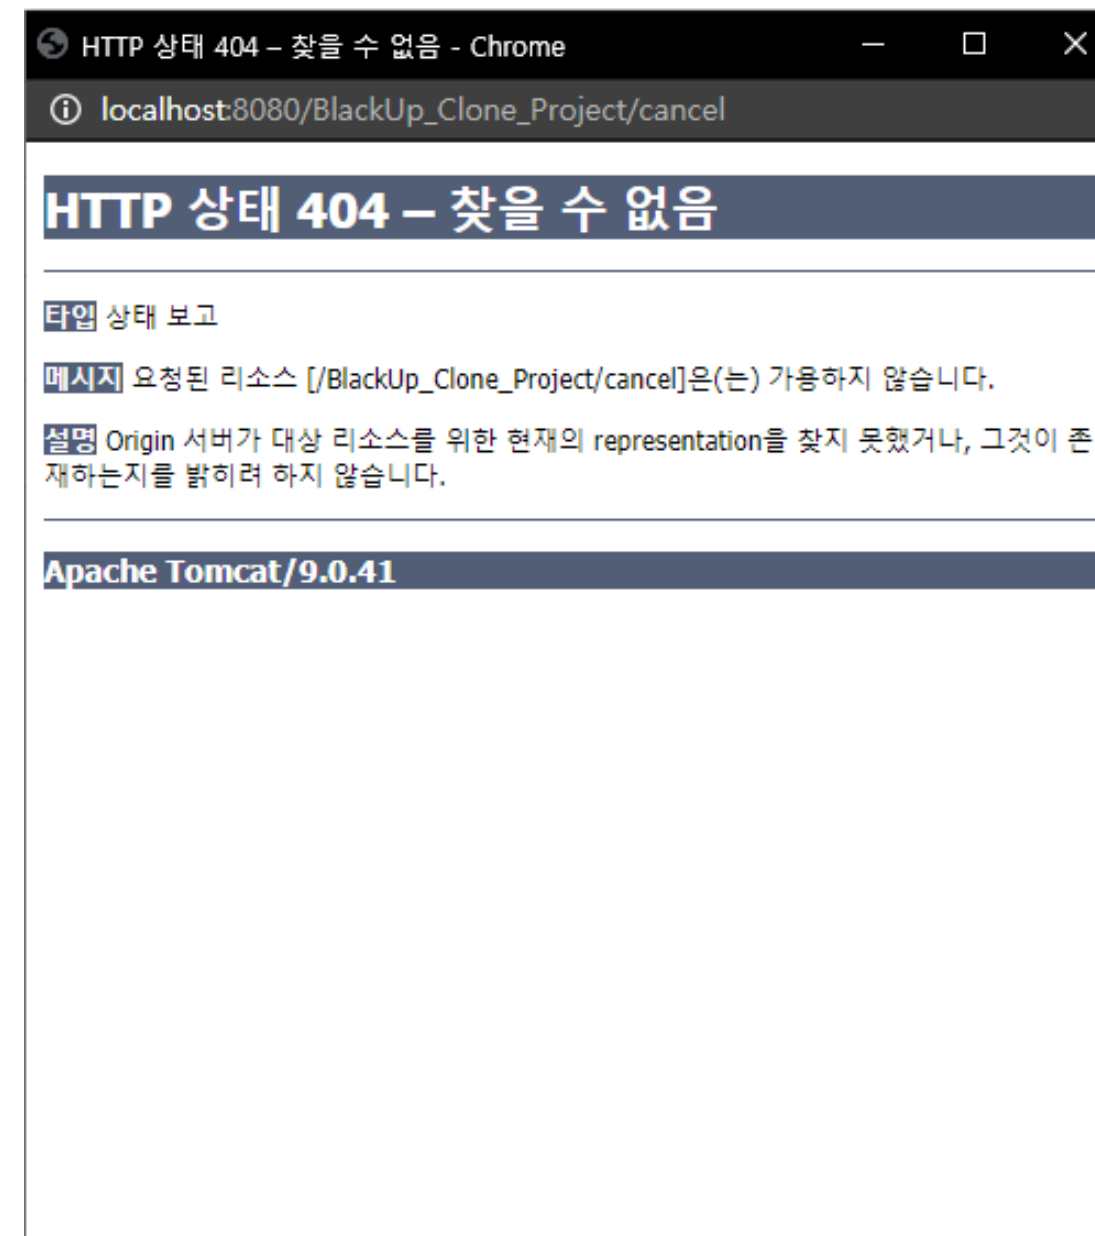 HTTP 상태 404 – 찾을 수 없음 - Chrome
localhost:8080/BlackUp_Clone_Project/cancel
HTTP 상태 404 – 찾을 수 없음
타입 상태 보고
메시지 요청된 리소스 [/BlackUp_Clone_Project/cancel]은(는) 가용하지 않습니다.
설명 Origin 서버가 대상 리소스를 위한 현재의 representation을 찾지 못했거나, 그것이 존
재하는지를 밝히려 하지 않습니다.
Apache Tomcat/9.0.41